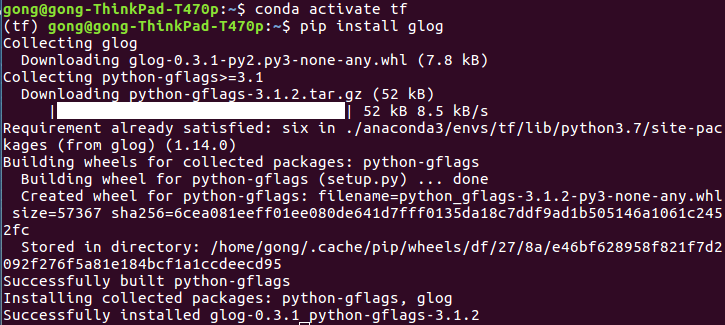 gong@gong-ThinkPad-T470p:~$ conda activate tf
(tf) gong@gong-ThinkPad-T470p:~$ pip install glog
Collecting glog
  Downloading glog-0.3.1-py2.py3-none-any.whl (7.8 kB)
Collecting python-gflags>=3.1
  Downloading python-gflags-3.1.2.tar.gz (52 kB)
     |████████████████████████████████| 52 kB 8.5 kB/s
Requirement already satisfied: six in ./anaconda3/envs/tf/lib/python3.7/site-pac
kages (from glog) (1.14.0)
Building wheels for collected packages: python-gflags
  Building wheel for python-gflags (setup.py) ... done
  Created wheel for python-gflags: filename=python_gflags-3.1.2-py3-none-any.whl
 size=57367 sha256=6cea081eeff01ee080de641d7fff0135da18c7ddf9ad1b505146a1061c245
2fc
  Stored in directory: /home/gong/.cache/pip/wheels/df/27/8a/e46bf628958f821f7d2
092f276f5a81e184bcf1a1ccdeecd95
Successfully built python-gflags
Installing collected packages: python-gflags, glog
Successfully installed glog-0.3.1 python-gflags-3.1.2